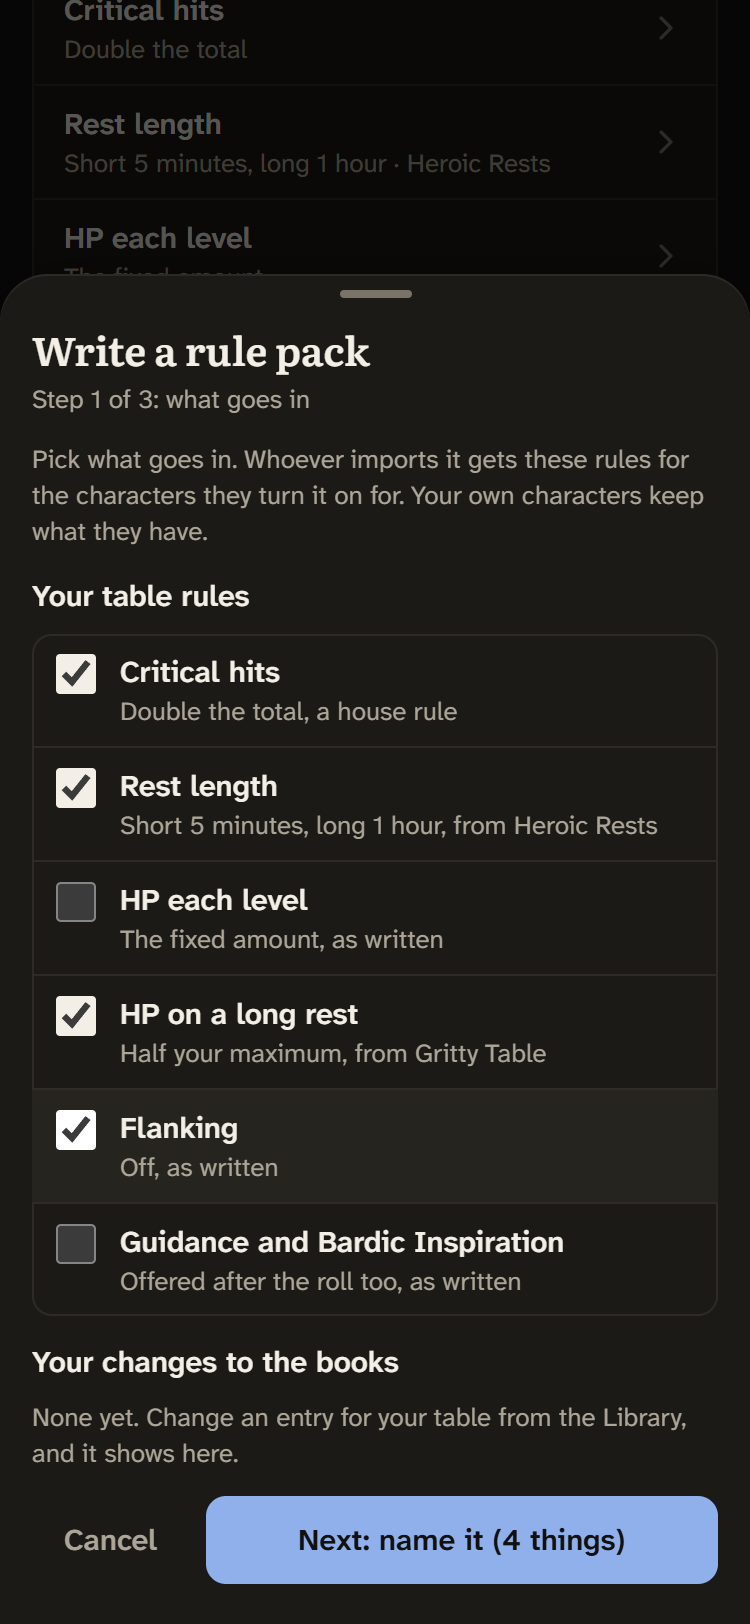 Critical hits
Double the total
Rest length
Short 5 minutes, long 1 hour · Heroic Rests
HP each level
The fixed amount
Write a rule pack
Step 1 of 3: what goes in
Pick what goes in. Whoever imports it gets these rules for
the characters they turn it on for. Your own characters keep
what they have.
Your table rules
Critical hits
Double the total, a house rule
Rest length
Short 5 minutes, long 1 hour, from Heroic Rests
HP each level
The fixed amount, as written
HP on a long rest
Half your maximum, from Gritty Table
Flanking
Off, as written
Guidance and Bardic Inspiration
Offered after the roll too, as written
Your changes to the books
None yet. Change an entry for your table from the Library,
and it shows here.
Cancel
Next: name it (4 things)